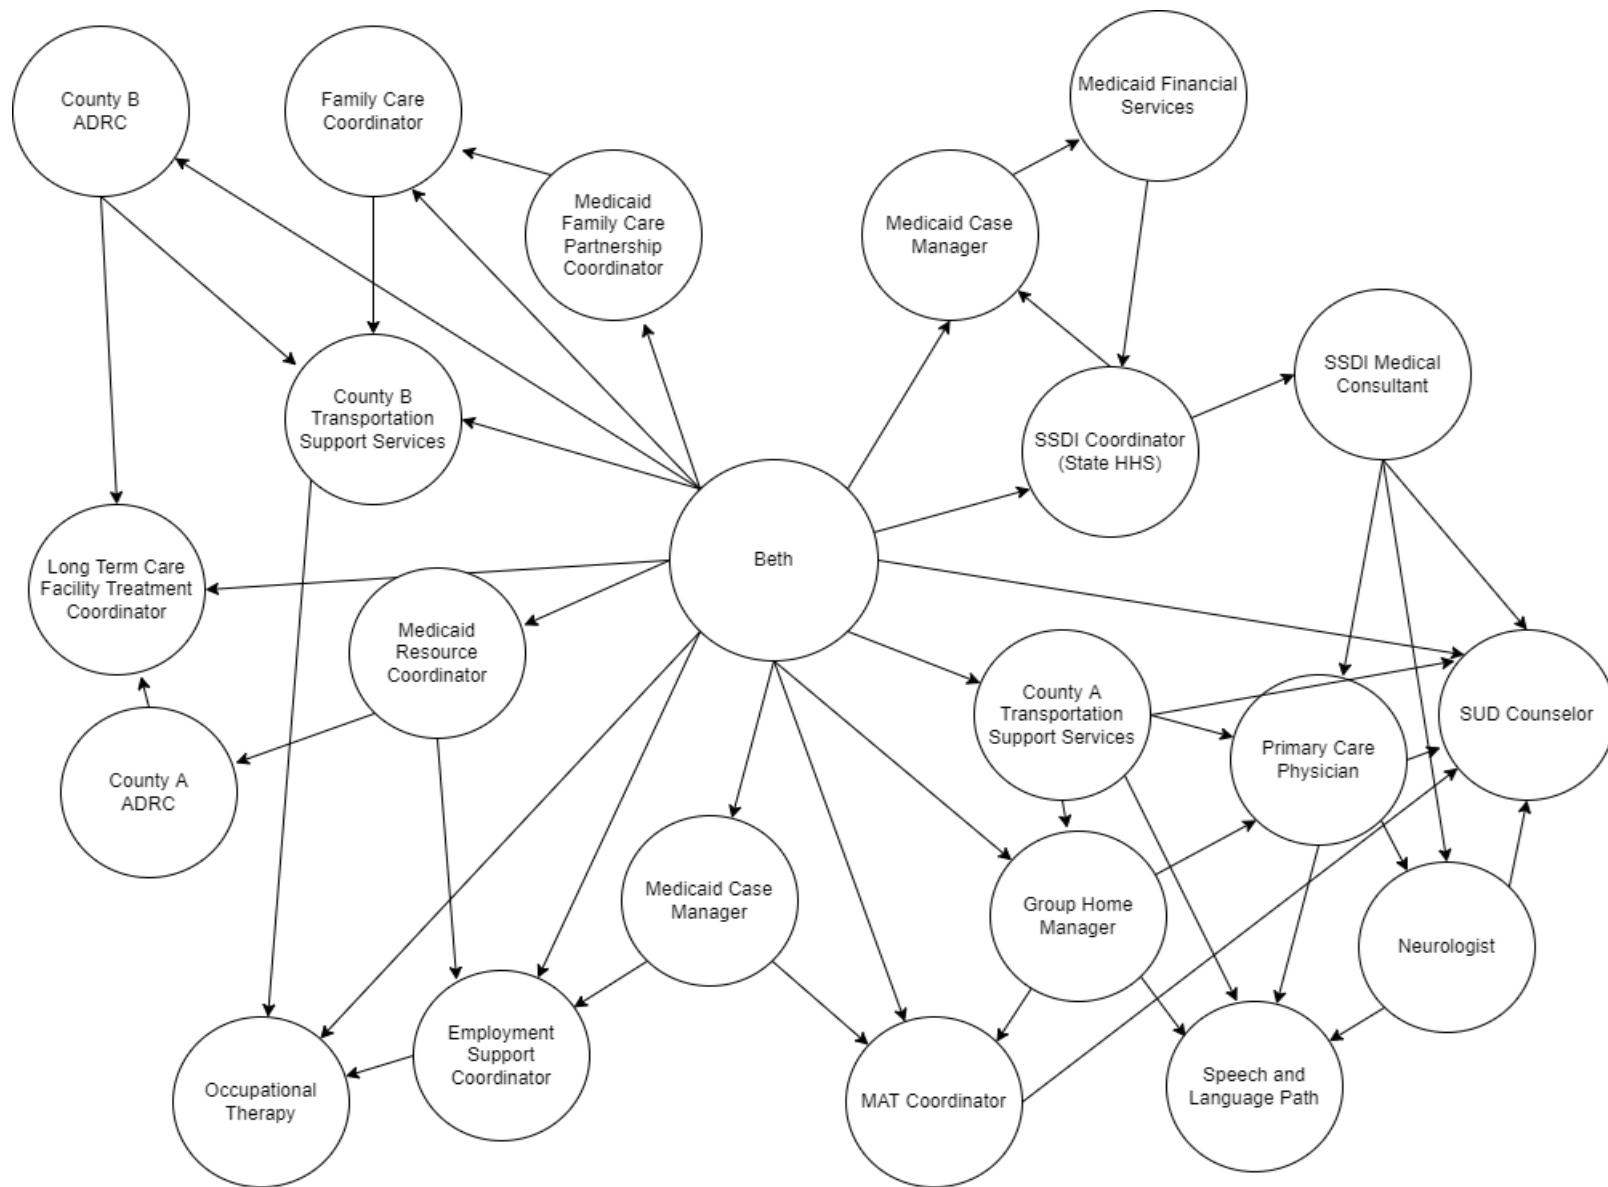 County B
ADRC
Family Care
Coordinator
Medicaid
Family Care
Partnership
Coordinator
Medicaid Case
Manager
Medicaid Financial
Services
County B
Transportation
Support Services
SSDI Coordinator
(State HHS)
SSDI Medical
Consultant
Beth
Long Term Care
Facility Treatment
Coordinator
Medicaid
Resource
Coordinator
County A
Transportation
Support Services
Primary Care
Physician
SUD Counselor
County A
ADRC
Medicaid Case
Manager
Group Home
Manager
Neurologist
Occupational
Therapy
Employment
Support
Coordinator
MAT Coordinator
Speech and
Language Path